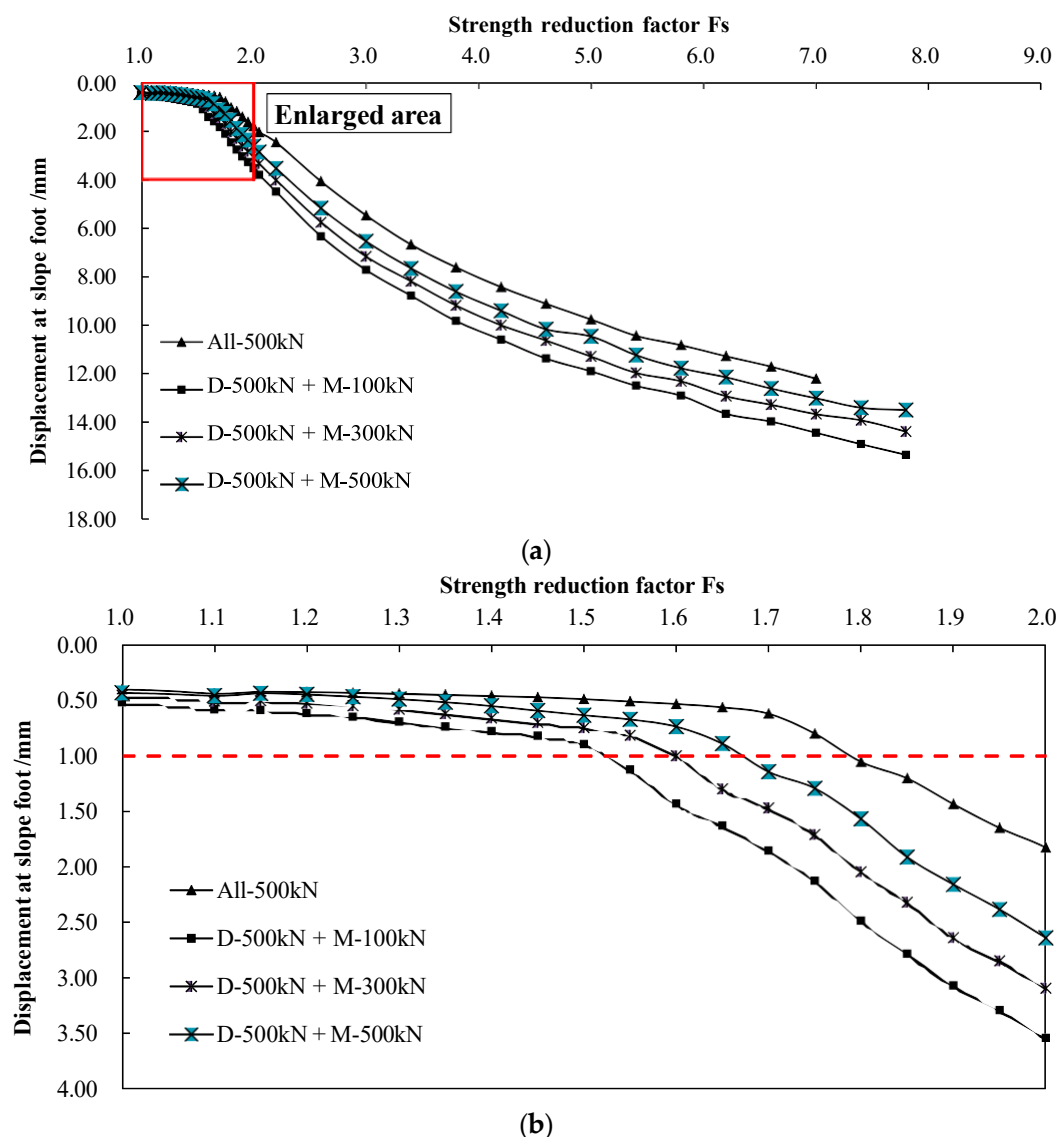 Strength reduction factor Fs
1.0 2.0 3.0 4.0 5.0 6.0 7.0 8.0 9.0
0.00
2.00
4.00
6.00
8.00
10.00
12.00
14.00
16.00
18.00
Displacement at slope foot /mm
Enlarged area
All-500kN
D-500kN + M-100kN
D-500kN + M-300kN
D-500kN + M-500kN
(a)
Strength reduction factor Fs
1.0 1.1 1.2 1.3 1.4 1.5 1.6 1.7 1.8 1.9 2.0
0.00
0.50
1.00
1.50
2.00
2.50
3.00
3.50
4.00
Displacement at slope foot /mm
All-500kN
D-500kN + M-100kN
D-500kN + M-300kN
D-500kN + M-500kN
(b)